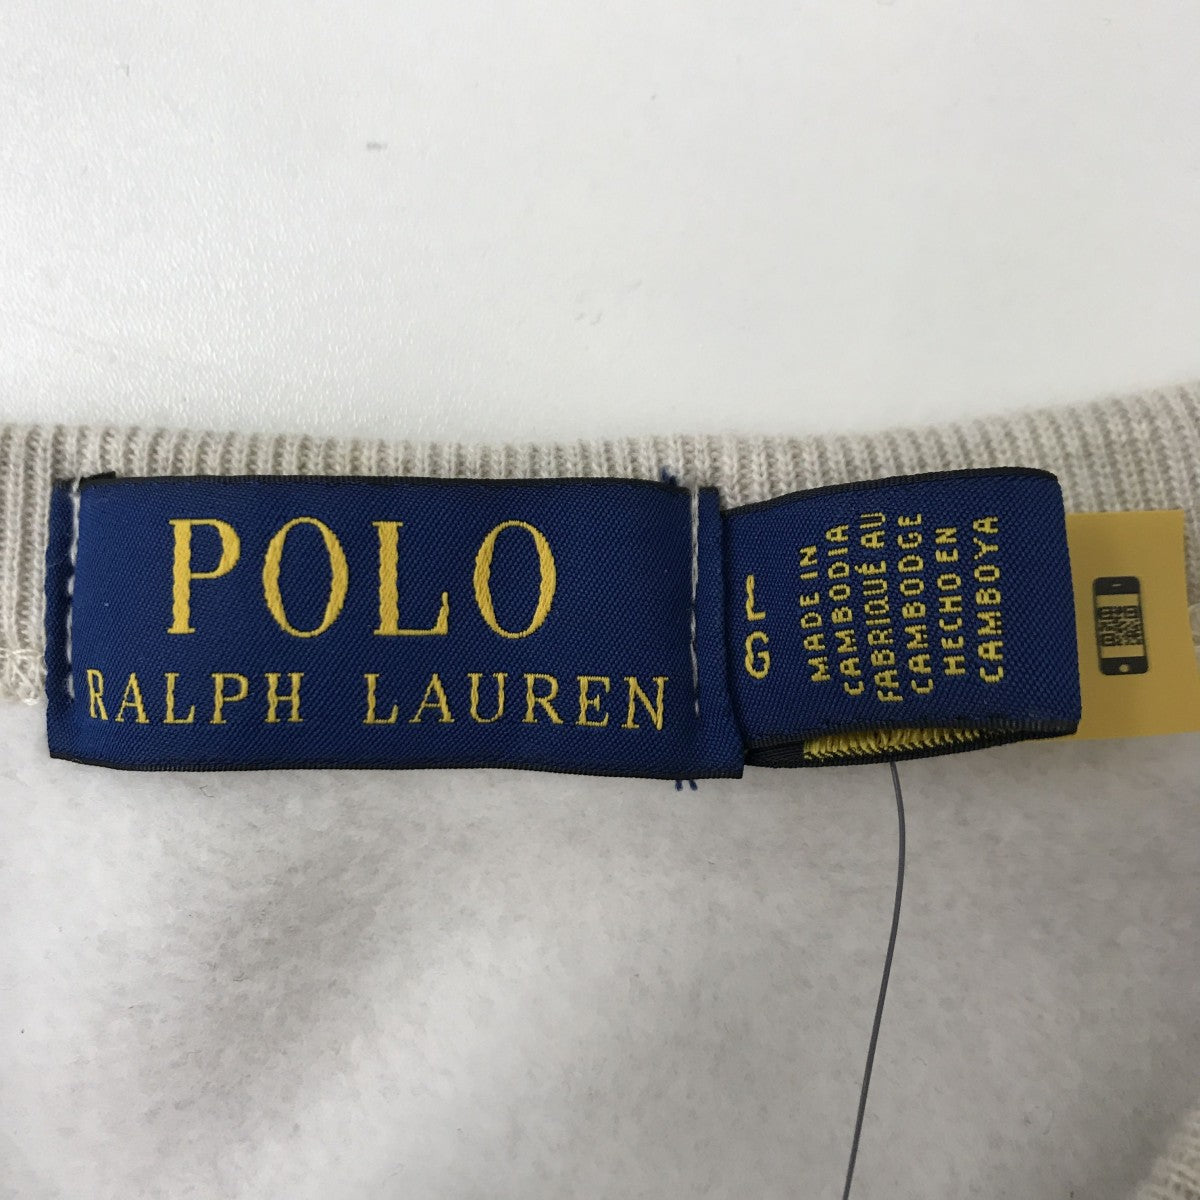 POLO
RALPH LAUREN
L
G
MADE IN
CAMBODIA
FABRIQUÉ AU
CAMBODGE
HECHO EN
CAMBOYA